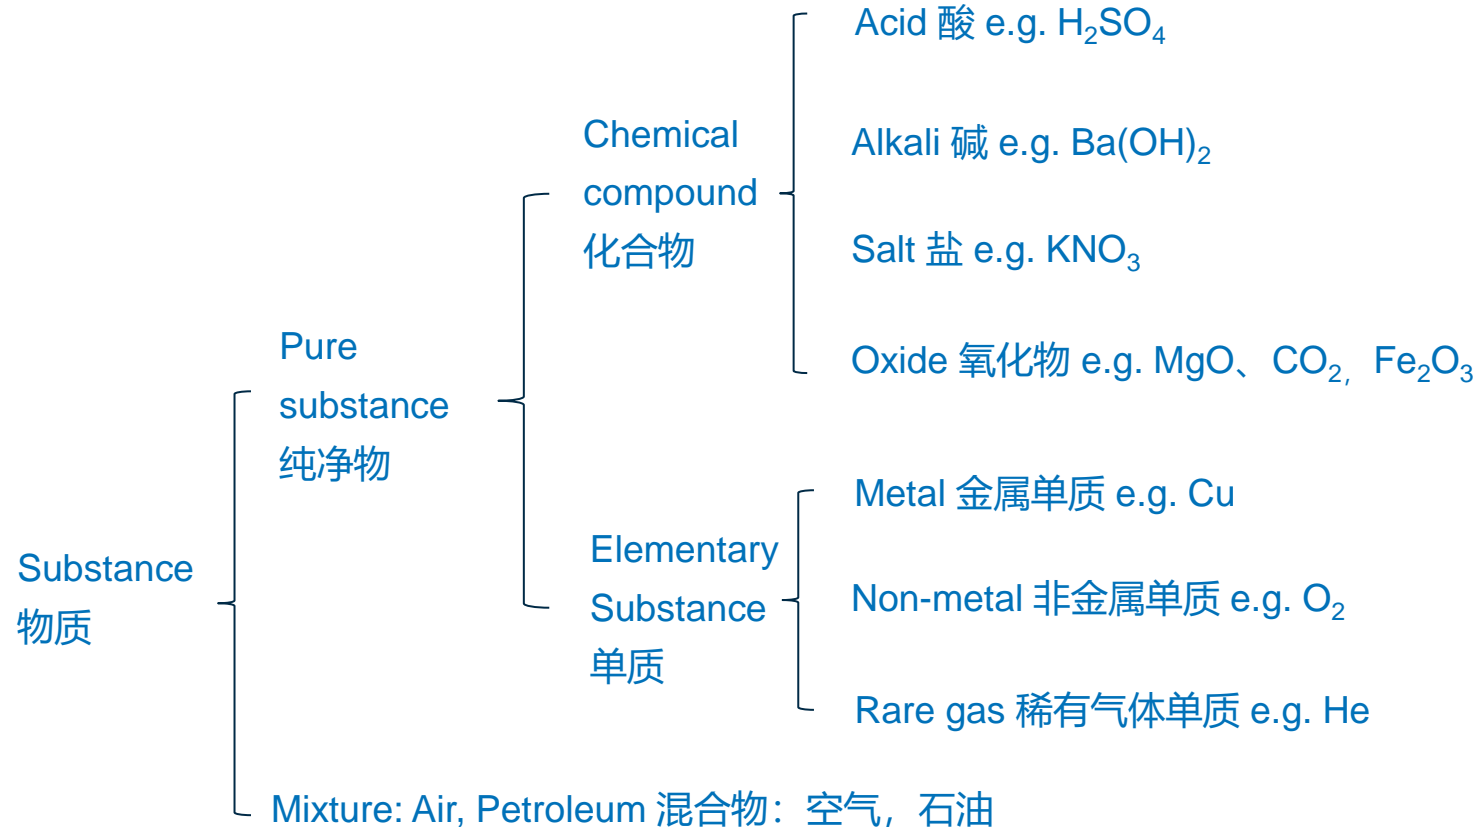 Acid 酸 e.g. H₂SO₄
Chemical
compound
化合物
Alkali 碱 e.g. Ba(OH)₂
Salt 盐 e.g. KNO₃
Oxide 氧化物 e.g. MgO、CO₂，Fe₂O₃
Pure
substance
纯净物
Metal 金属单质 e.g. Cu
Elementary
Substance
单质
Non-metal 非金属单质 e.g. O₂
Rare gas 稀有气体单质 e.g. He
Substance
物质
Mixture: Air, Petroleum 混合物：空气，石油